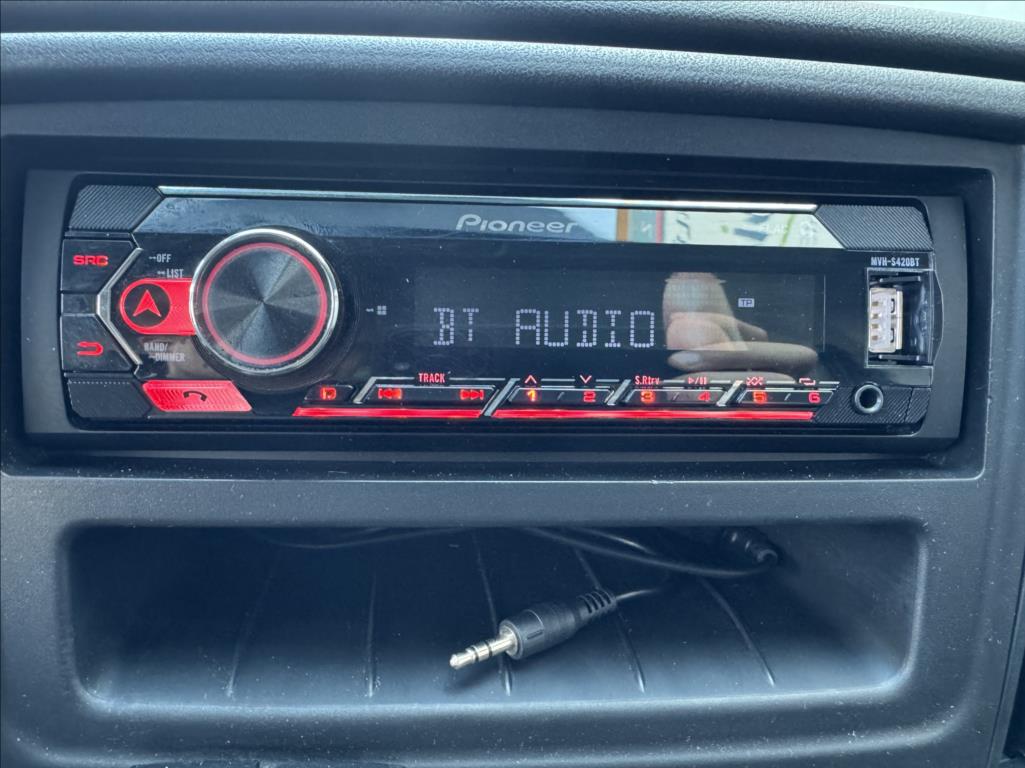 Pioneer
MVH-S420BT
SRC
OFF
LIST
BAND/
DIMMER
BT AUDIO
TP
TRACK
S.Rtrv
1 2 3 4 5 6